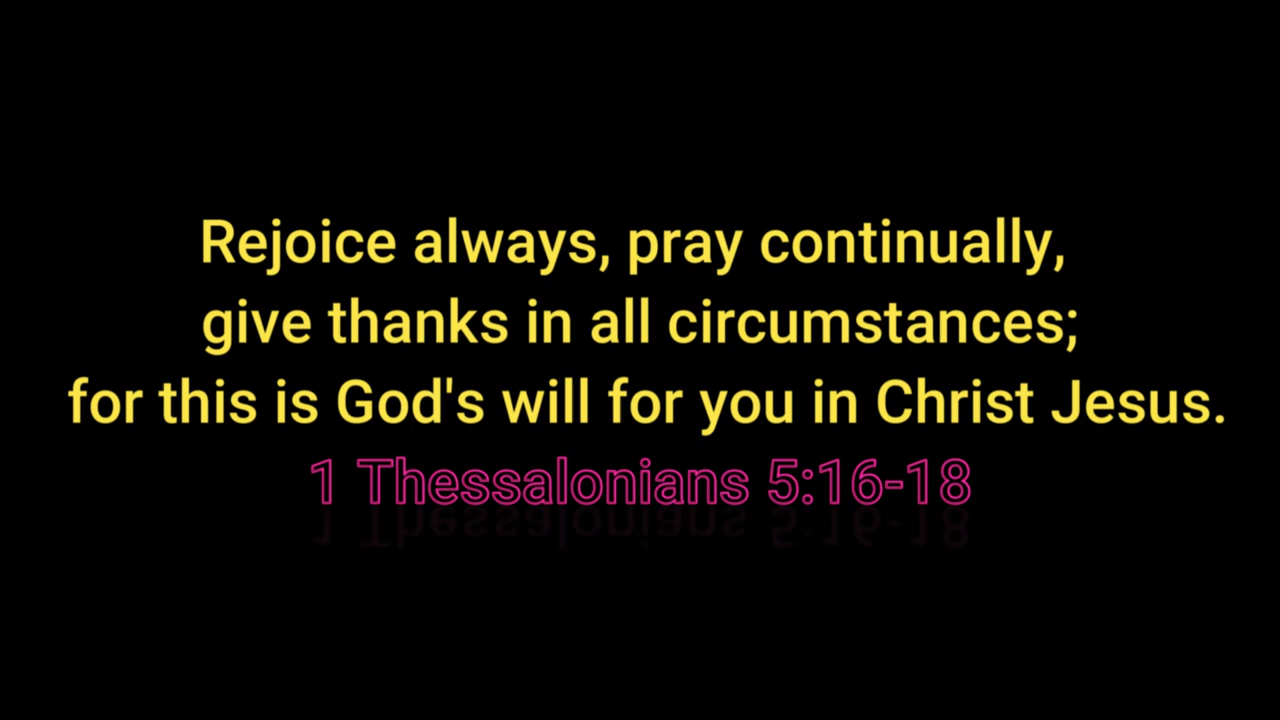 Rejoice always, pray continually,
give thanks in all circumstances;
for this is God's will for you in Christ Jesus.
1 Thessalonians 5:16-18